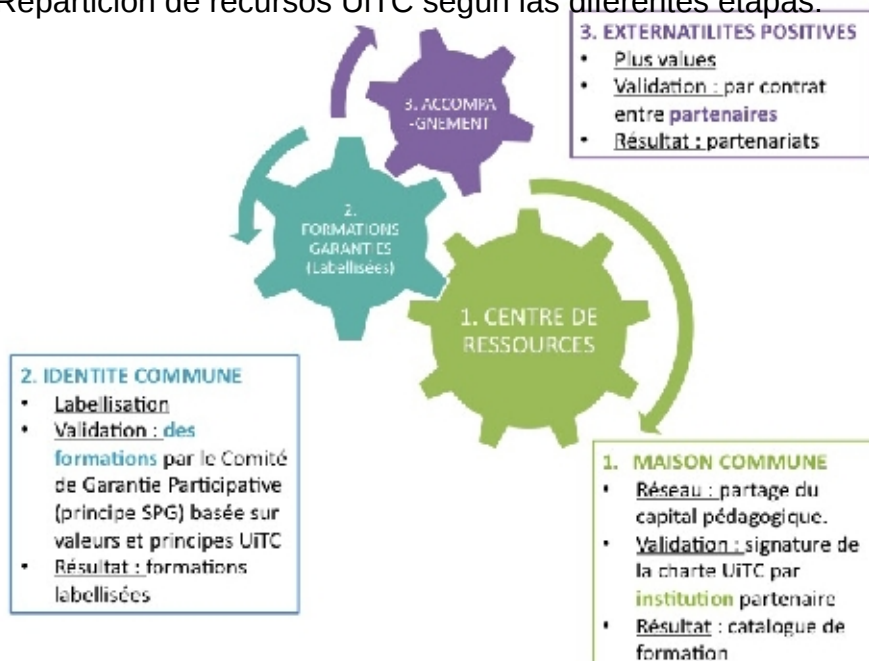 Repartición de recursos UiTC según las diferentes etapas.
3. EXTERNATILITES POSITIVES
• Plus values
• Validation : par contrat
entre partenaires
• Résultat : partenariats
3. ACCOMPA
-GNEMENT
2.
FORMATIONS
GARANTIES
(Labellisées)
1. CENTRE DE
RESSOURCES
2. IDENTITE COMMUNE
• Labellisation
• Validation : des
formations par le Comité
de Garantie Participative
(principe SPG) basée sur
valeurs et principes UiTC
• Résultat : formations
labellisées
1. MAISON COMMUNE
• Réseau : partage du
capital pédagogique.
• Validation : signature de
la charte UiTC par
institution partenaire
• Résultat : catalogue de
formation